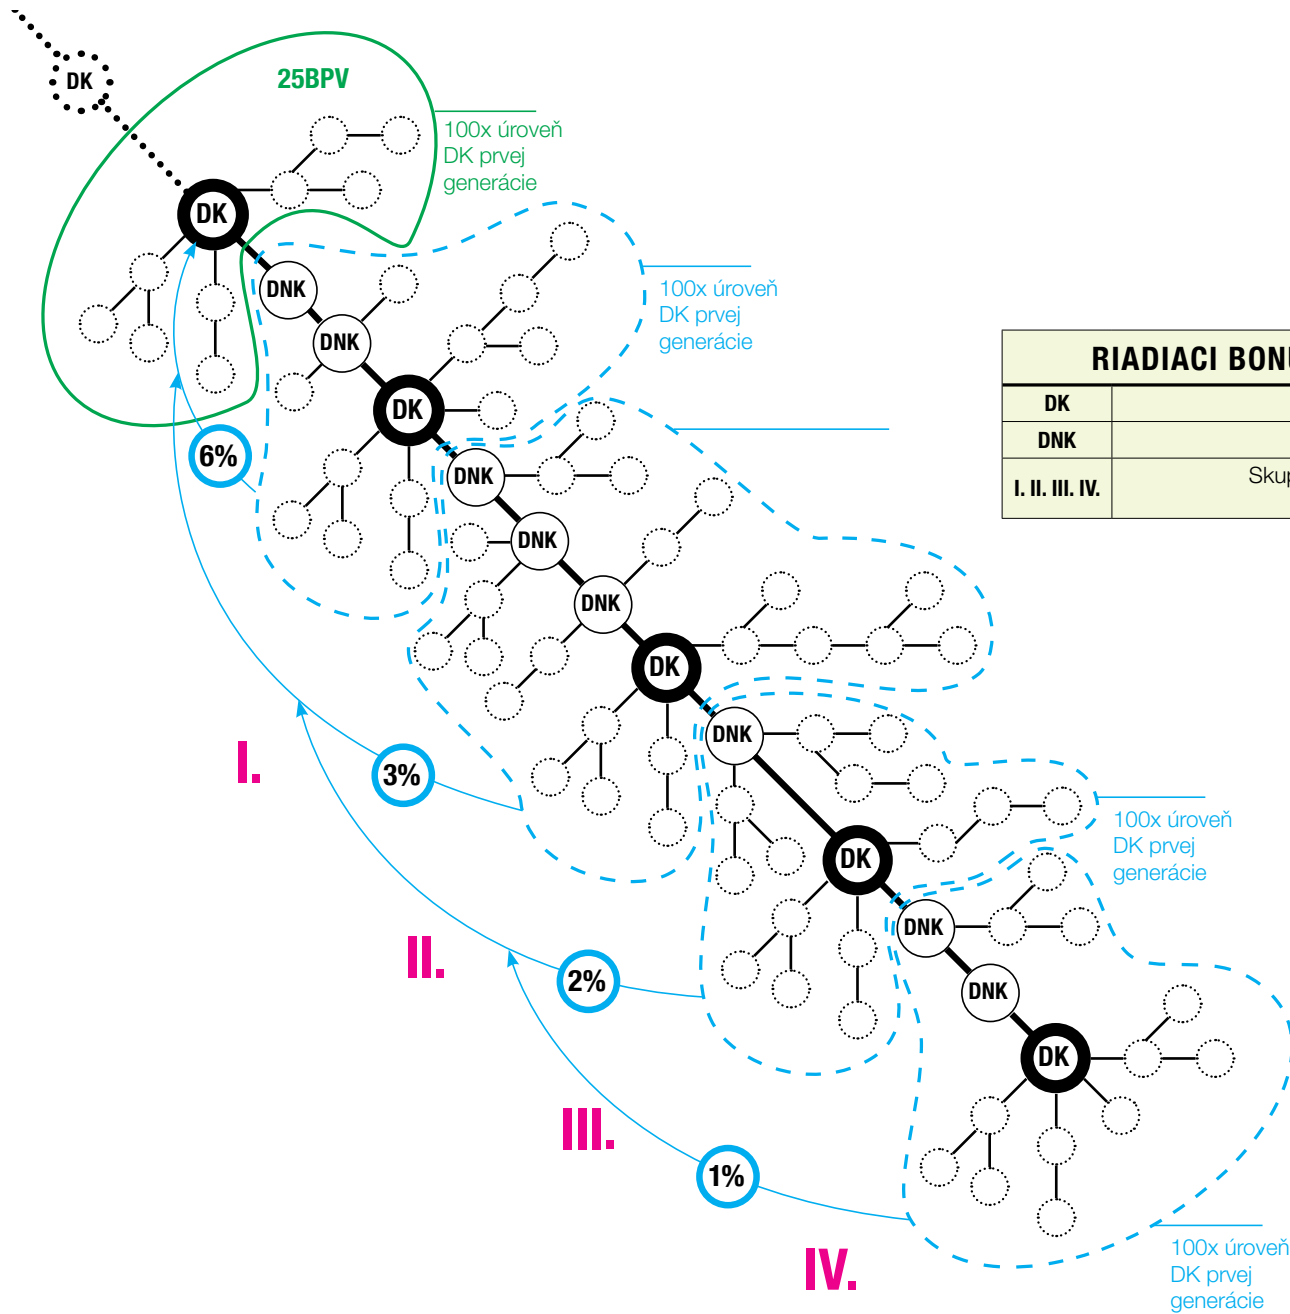 DK
25BPV
100x úroveň
DK prvej
generácie
DK
DNK
100x úroveň
DK prvej
generácie
DNK
RIADIACI BONU
DK
DNK
I. II. III. IV.
Skup
DK
6%
DNK
DNK
DNK
DK
DNK
I.
3%
100x úroveň
DK prvej
generácie
DK
DNK
II.
2%
DNK
DK
III.
1%
100x úroveň
DK prvej
generácie
IV.